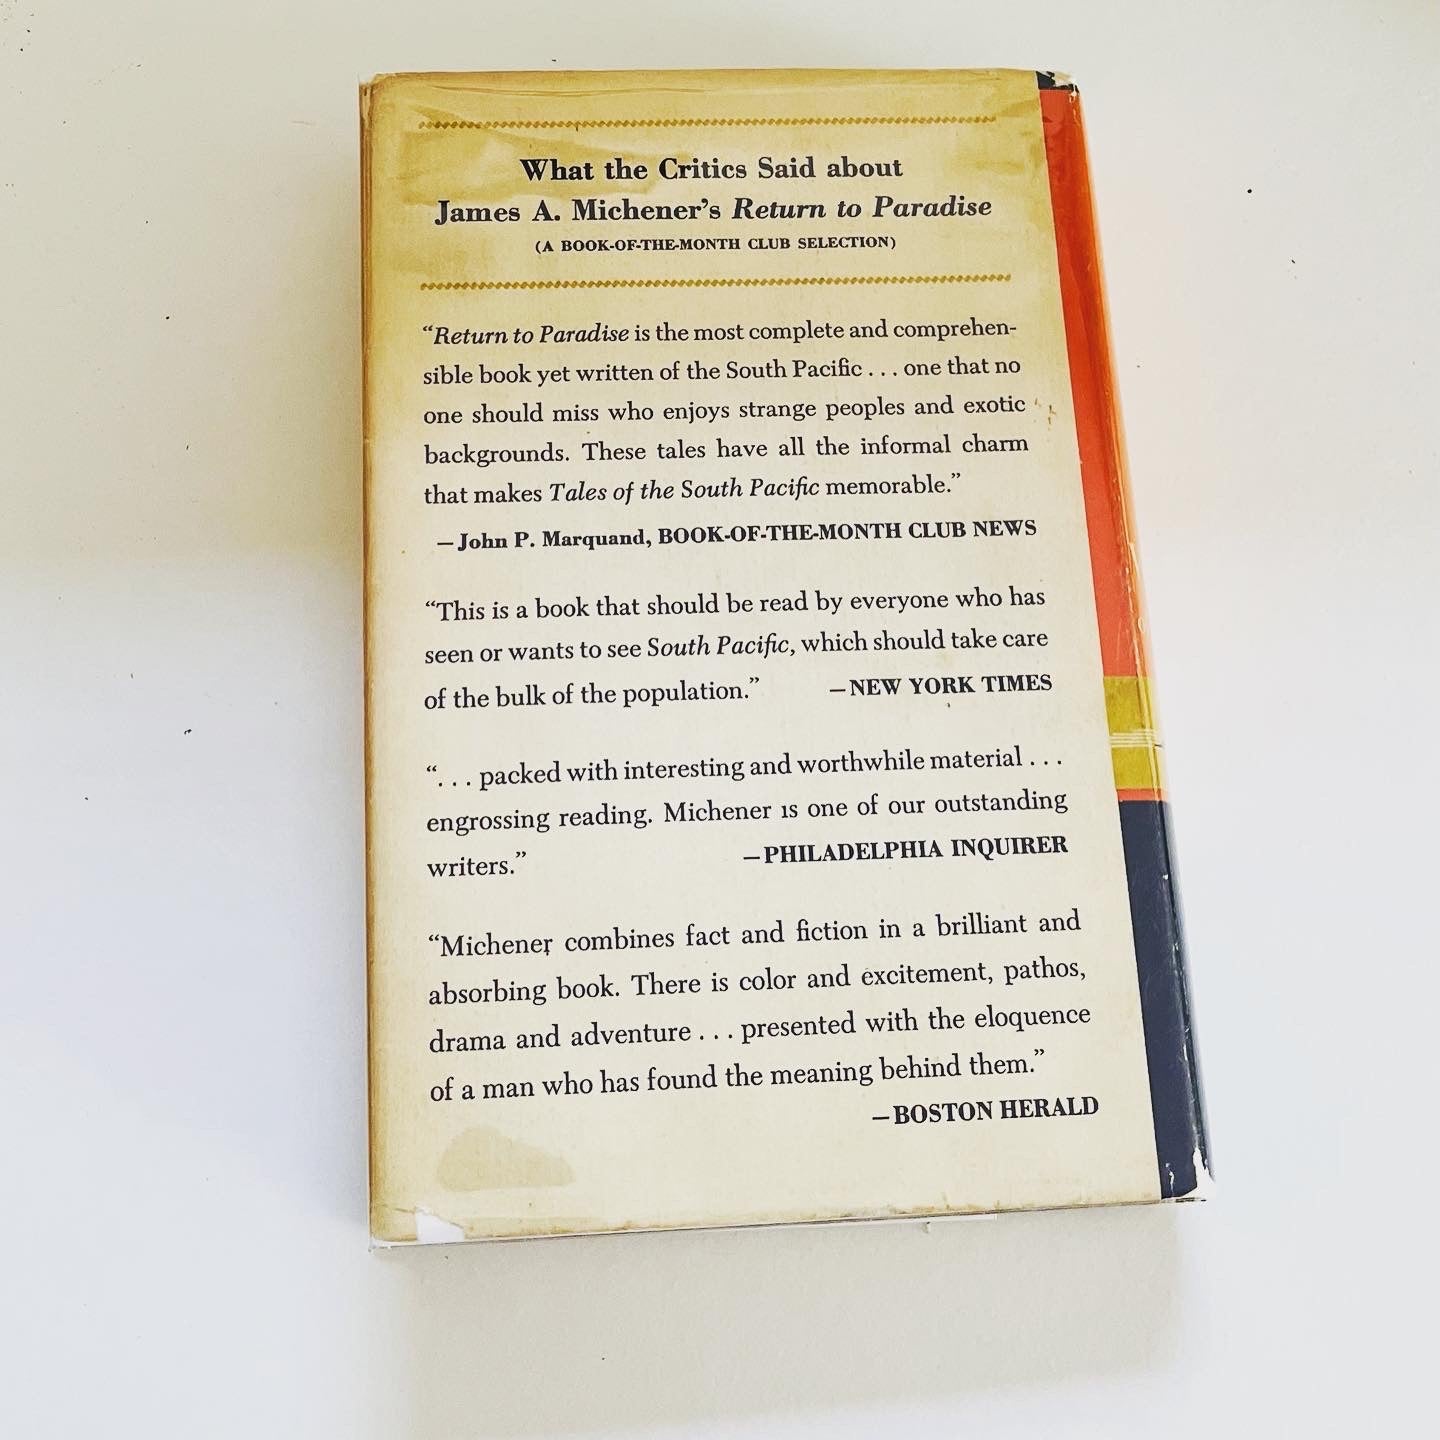 What the Critics Said about
James A. Michener's Return to Paradise
(A BOOK-OF-THE-MONTH CLUB SELECTION)
“Return to Paradise is the most complete and comprehen-
sible book yet written of the South Pacific . . . one that no
one should miss who enjoys strange peoples and exotic
backgrounds. These tales have all the informal charm
that makes Tales of the South Pacific memorable.”
—John P. Marquand, BOOK-OF-THE-MONTH CLUB NEWS
“This is a book that should be read by everyone who has
seen or wants to see South Pacific, which should take care
of the bulk of the population.” —NEW YORK TIMES
“. . . packed with interesting and worthwhile material . . .
engrossing reading. Michener is one of our outstanding
writers.” —PHILADELPHIA INQUIRER
“Michener combines fact and fiction in a brilliant and
absorbing book. There is color and excitement, pathos,
drama and adventure . . . presented with the eloquence
of a man who has found the meaning behind them.”
—BOSTON HERALD